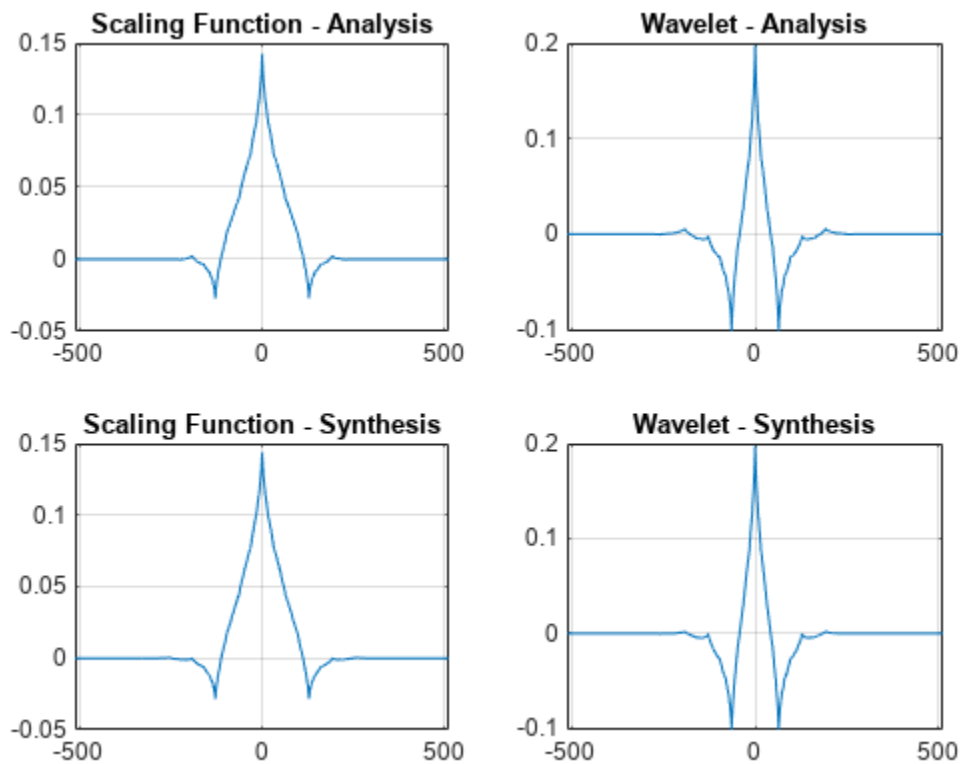 Scaling Function - Analysis
0.15
0.1
0.05
0
-0.05
-500 0 500
Wavelet - Analysis
0.2
0.1
0
-0.1
-500 0 500
Scaling Function - Synthesis
0.15
0.1
0.05
0
-0.05
-500 0 500
Wavelet - Synthesis
0.2
0.1
0
-0.1
-500 0 500